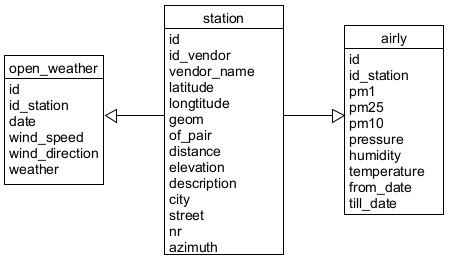 open_weather
id
id_station
date
wind_speed
wind_direction
weather
station
id
id_vendor
vendor_name
latitude
longtitude
geom
of_pair
distance
elevation
description
city
street
nr
azimuth
airly
id
id_station
pm1
pm25
pm10
pressure
humidity
temperature
from_date
till_date